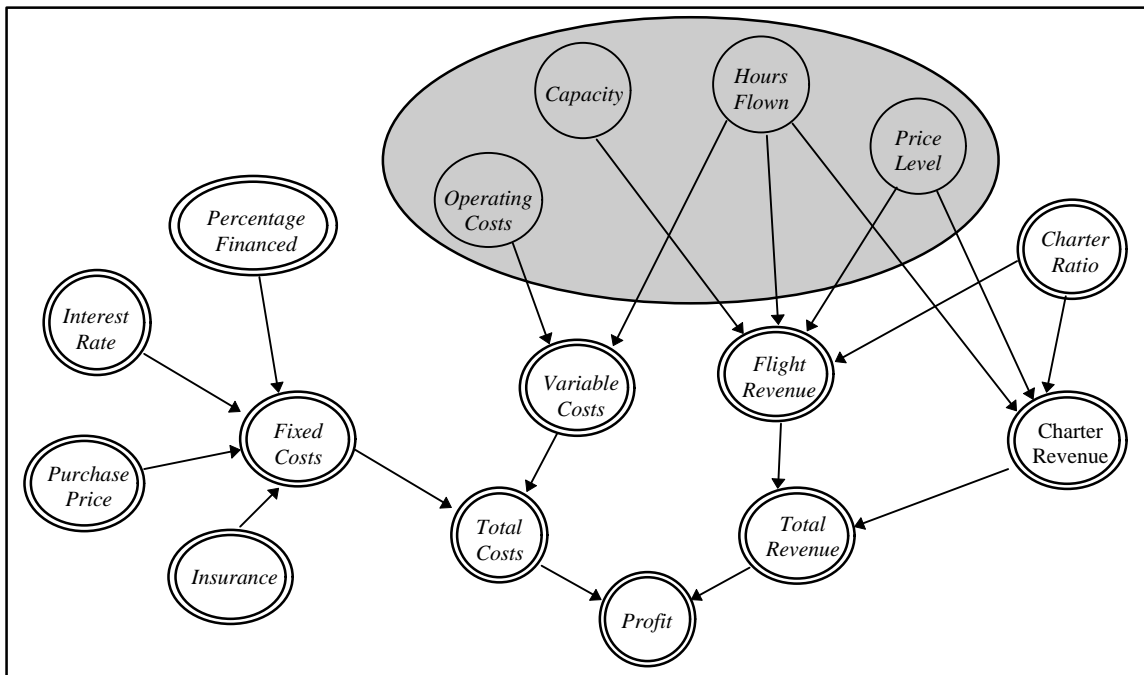 Capacity
Hours
Flown
Price
Level
Operating
Costs
Percentage
Financed
Charter
Ratio
Interest
Rate
Variable
Costs
Flight
Revenue
Fixed
Costs
Charter
Revenue
Purchase
Price
Total
Costs
Total
Revenue
Insurance
Profit